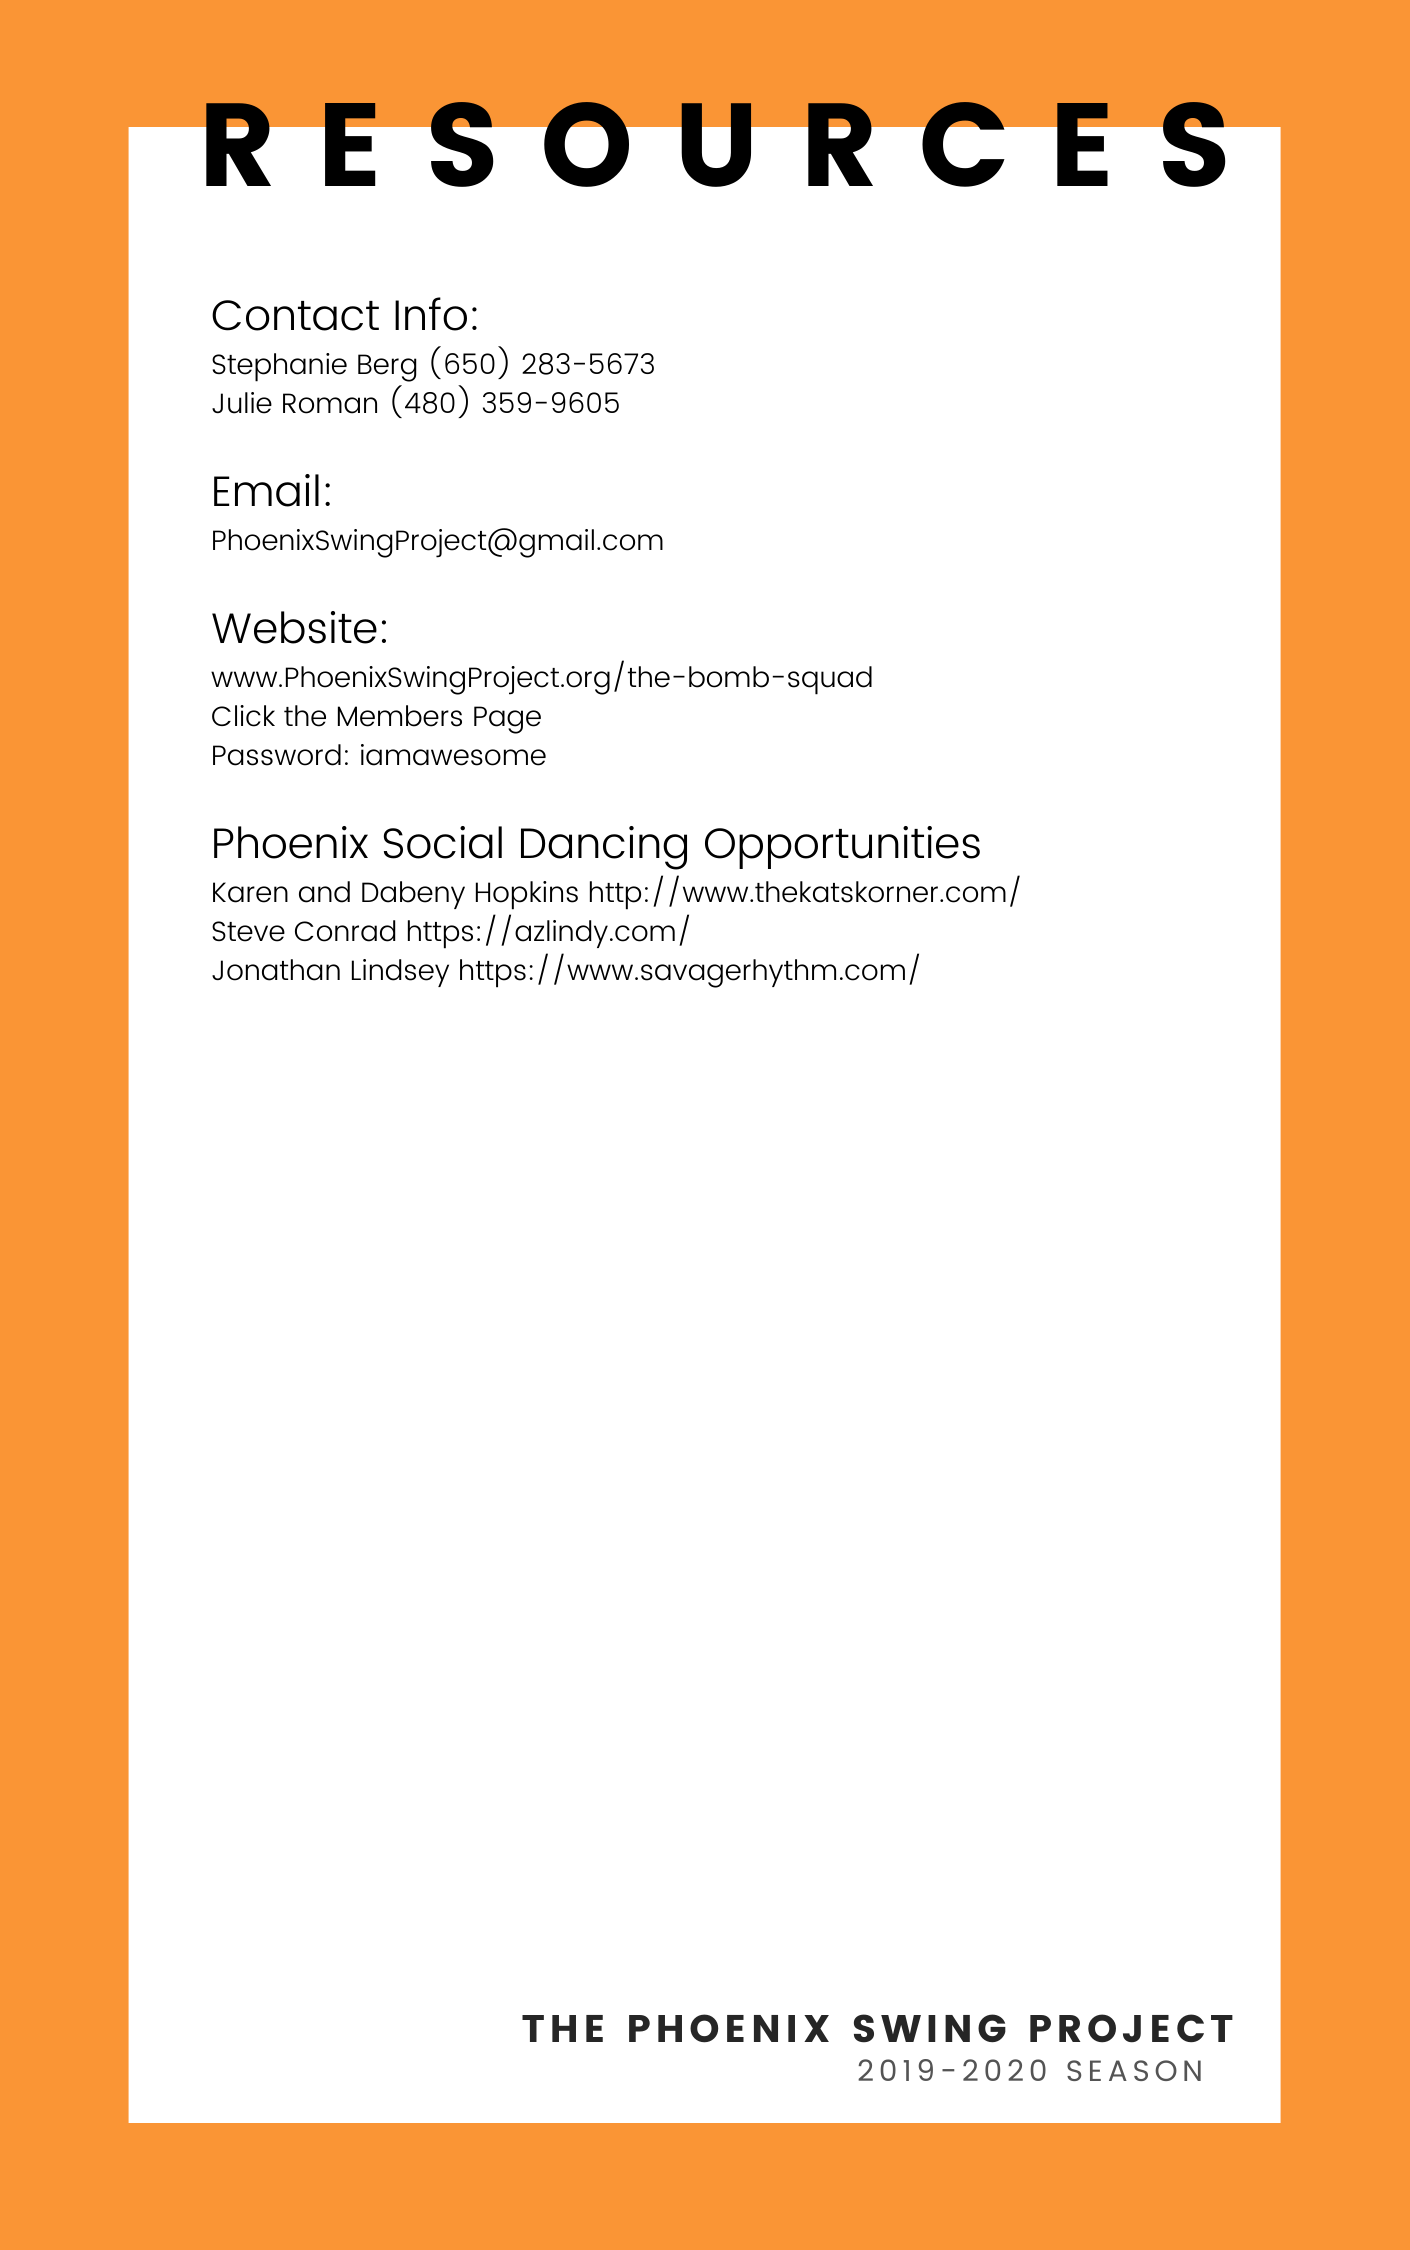 RESOURCES
Contact Info:
Stephanie Berg (650) 283-5673
Julie Roman (480) 359-9605
Email:
PhoenixSwingProject@gmail.com
Website:
www.PhoenixSwingProject.org/the-bomb-squad
Click the Members Page
Password: iamawesome
Phoenix Social Dancing Opportunities
Karen and Dabeny Hopkins http://www.thekatskorner.com/
Steve Conrad https://azlindy.com/
Jonathan Lindsey https://www.savagerhythm.com/
THE PHOENIX SWING PROJECT
2019-2020 SEASON